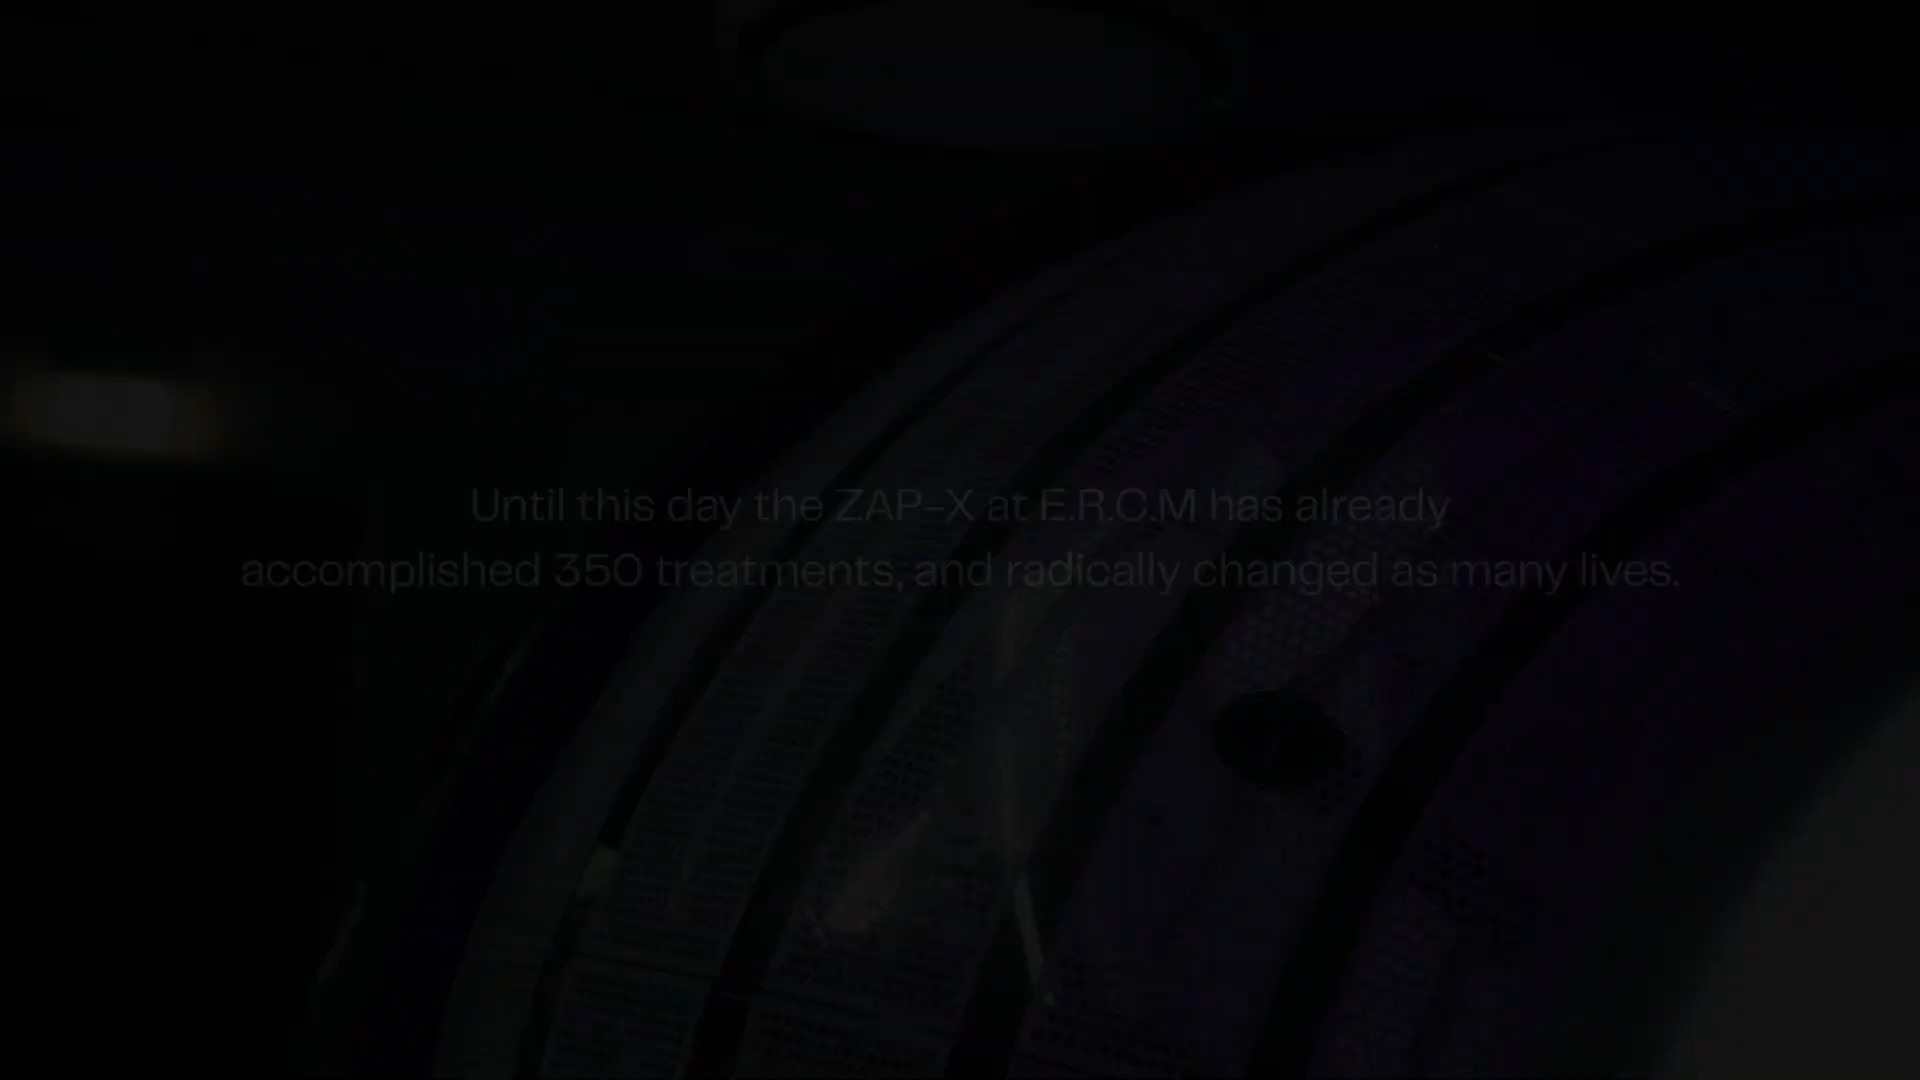 Until this day the ZAP-X at E.R.C.M has already
accomplished 350 treatments, and radically changed as many lives.